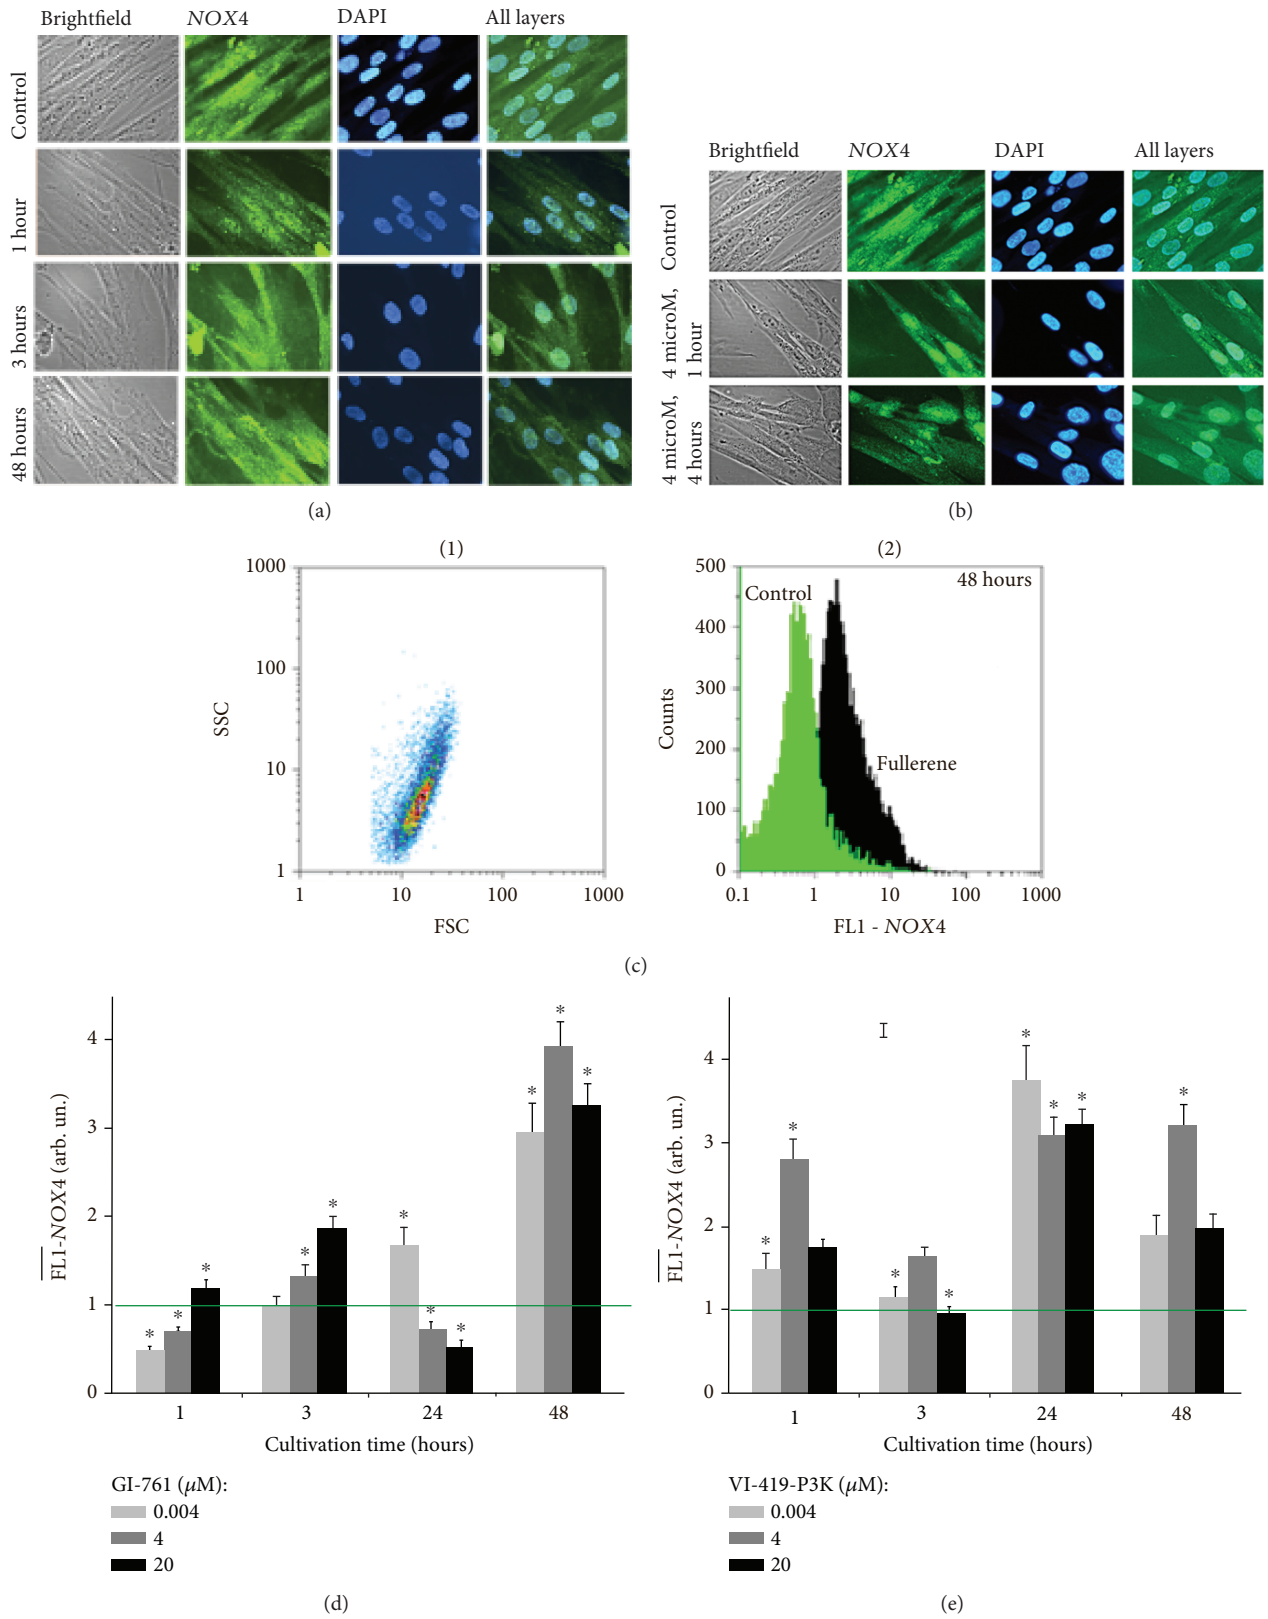 Brightfield NOX4 DAPI All layers
Control
1 hour
3 hours
48 hours
(a)
Brightfield NOX4 DAPI All layers
Control
4 microM,
1 hour
4 microM,
4 hours
(b)
(1)
1000
100
10
1
SSC
1 10 100 1000
FSC
(2)
500
400
300
200
100
0
Counts
48 hours
Control
Fullerene
0.1 1 10 100 1000
FL1 - NOX4
(c)
4
3
2
1
0
FL1-NOX4 (arb. un.)
* * * * * * * * * * *
1 3 24 48
Cultivation time (hours)
GI-761 (μM):
0.004
4
20
(d)
4
3
2
1
0
FL1-NOX4 (arb. un.)
* * * * * * * *
1 3 24 48
Cultivation time (hours)
VI-419-P3K (μM):
0.004
4
20
(e)